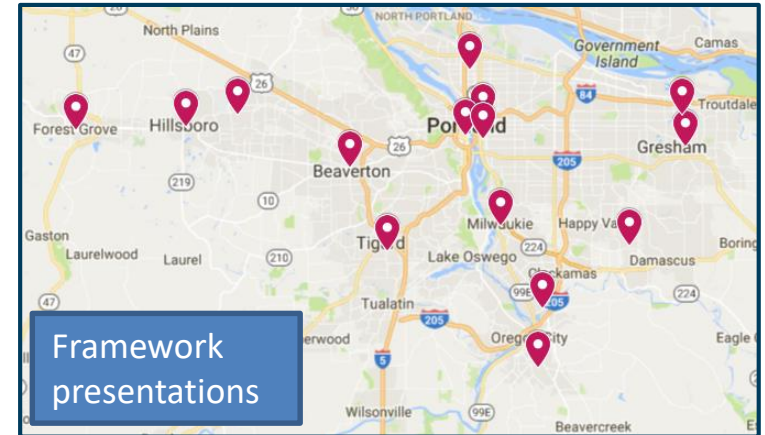 26
30
NORTH PORTLAND
North Plains
Government
Island
Camas
47
26
84
Troutdale
Forest Grove
Hillsboro
Portland
26
205
Gresham
Beaverton
219
10
Milwaukie
Happy Va
Gaston
Tigard
224
Boring
Laurelwood
Laurel
210
Lake Oswego
Damascus
Clackamas
47
99E
205
224
Tualatin
205
Framework
presentations
erwood
Oregon City
Eagle
5
Wilsonville
99E
Beavercreek